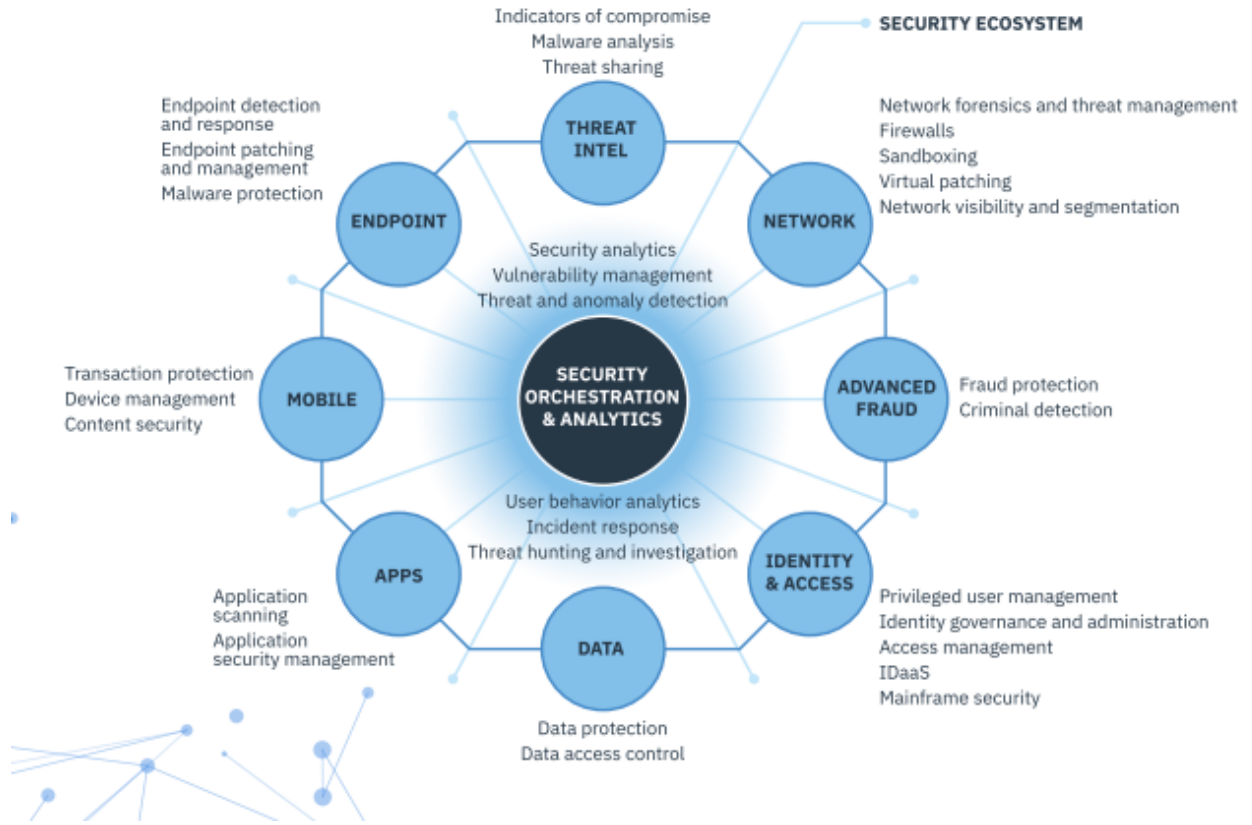 Indicators of compromise
Malware analysis
Threat sharing
SECURITY ECOSYSTEM
THREAT
INTEL
Endpoint detection
and response
Endpoint patching
and management
Malware protection
ENDPOINT
Network forensics and threat management
Firewalls
Sandboxing
Virtual patching
Network visibility and segmentation
NETWORK
Security analytics
Vulnerability management
Threat and anomaly detection
SECURITY
ORCHESTRATION
& ANALYTICS
Transaction protection
Device management
Content security
MOBILE
ADVANCED
FRAUD
Fraud protection
Criminal detection
User behavior analytics
Incident response
Threat hunting and investigation
APPS
Application
scanning
Application
security management
IDENTITY
& ACCESS
Privileged user management
Identity governance and administration
Access management
IDaaS
Mainframe security
DATA
Data protection
Data access control